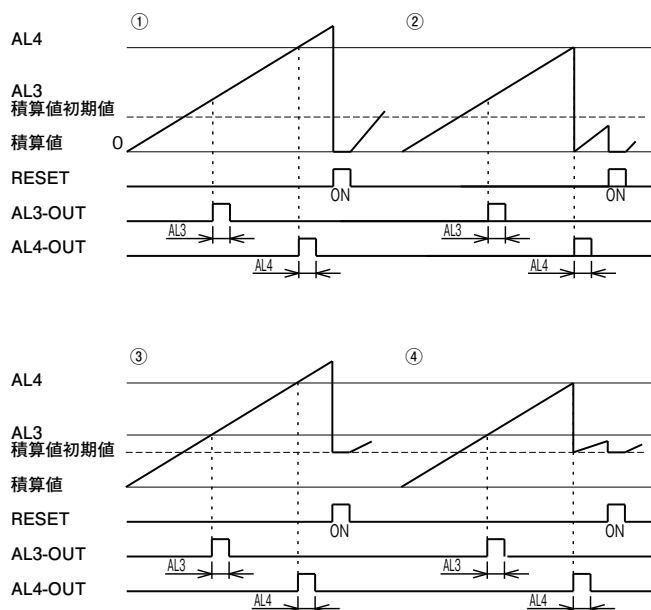 ① ②
AL4
AL3
積算値初期値
積算値 0
RESET
ON ON
AL3-OUT
AL3 AL3
AL4-OUT
AL4 AL4
③ ④
AL4
AL3
積算値初期値
積算値
RESET
ON ON
AL3-OUT
AL3 AL3
AL4-OUT
AL4 AL4